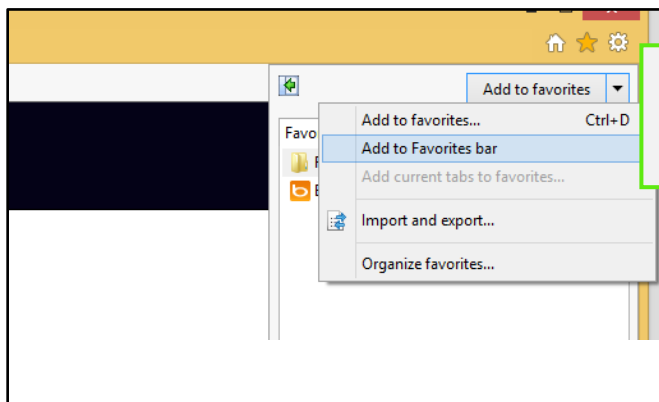 Add to favorites
Favo
Add to favorites... Ctrl+D
Add to Favorites bar
Add current tabs to favorites...
Import and export...
Organize favorites...